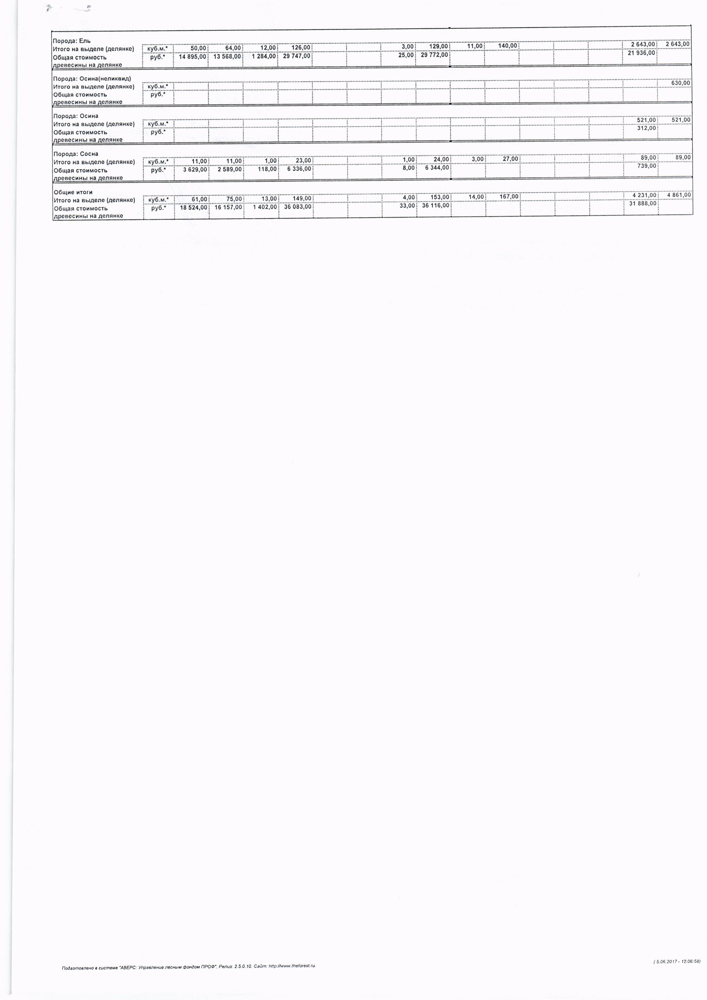 Порода: Ель
Итого на выделе (делянке) куб.м.* 50,00 64,00 12,00 126,00 3,00 129,00 11,00 140,00 2 643,00 2 643,00
Общая стоимость руб.* 14 895,00 13 568,00 1 284,00 29 747,00 25,00 29 772,00 21 936,00
древесины на делянке
Порода: Осина(неликвид)
Итого на выделе (делянке) куб.м.* 630,00
Общая стоимость руб.*
древесины на делянке
Порода: Осина
Итого на выделе (делянке) куб.м.* 521,00 521,00
Общая стоимость руб.* 312,00
древесины на делянке
Порода: Сосна
Итого на выделе (делянке) куб.м.* 11,00 11,00 1,00 23,00 1,00 24,00 3,00 27,00 89,00 89,00
Общая стоимость руб.* 3 629,00 2 589,00 118,00 6 336,00 8,00 6 344,00 739,00
древесины на делянке
Общие итоги
Итого на выделе (делянке) куб.м.* 61,00 75,00 13,00 149,00 4,00 153,00 14,00 167,00 4 231,00 4 861,00
Общая стоимость руб.* 18 524,00 16 157,00 1 402,00 36 083,00 33,00 36 116,00 31 888,00
древесины на делянке
Подготовлено в системе "АВЕРС: Управление лесным фондом ПРОФ". Релиз: 2.5.0.10. Сайт: http://www.theforest.ru.
( 5.06.2017 - 12:06:58)